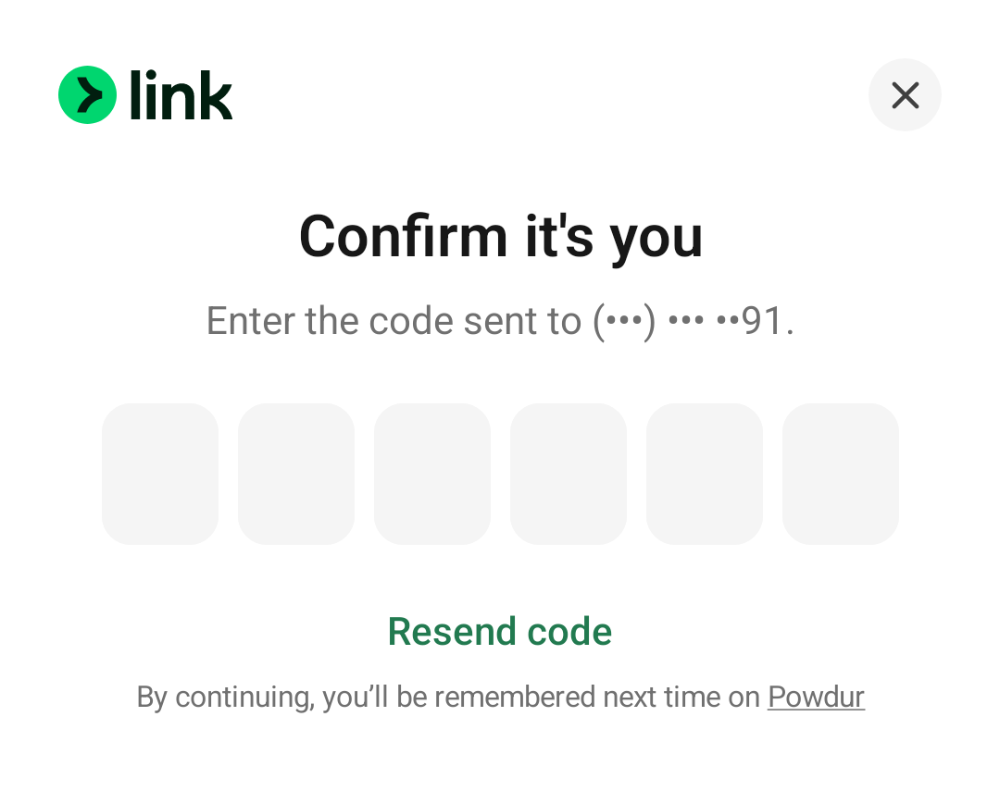 link
Confirm it's you
Enter the code sent to (•••) ••• ••91.
Resend code
By continuing, you’ll be remembered next time on Powdur